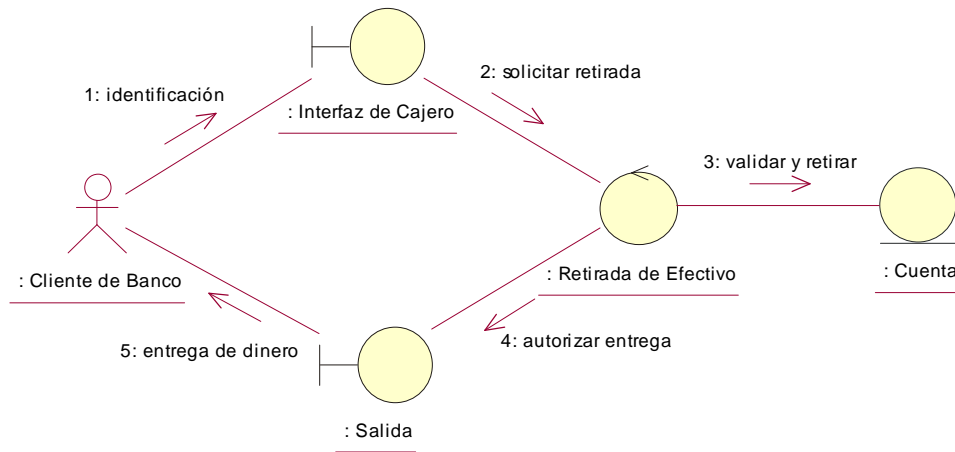 2: solicitar retirada
1: identificación
: Interfaz de Cajero
3: validar y retirar
: Cliente de Banco
: Retirada de Efectivo
: Cuenta
4: autorizar entrega
5: entrega de dinero
: Salida